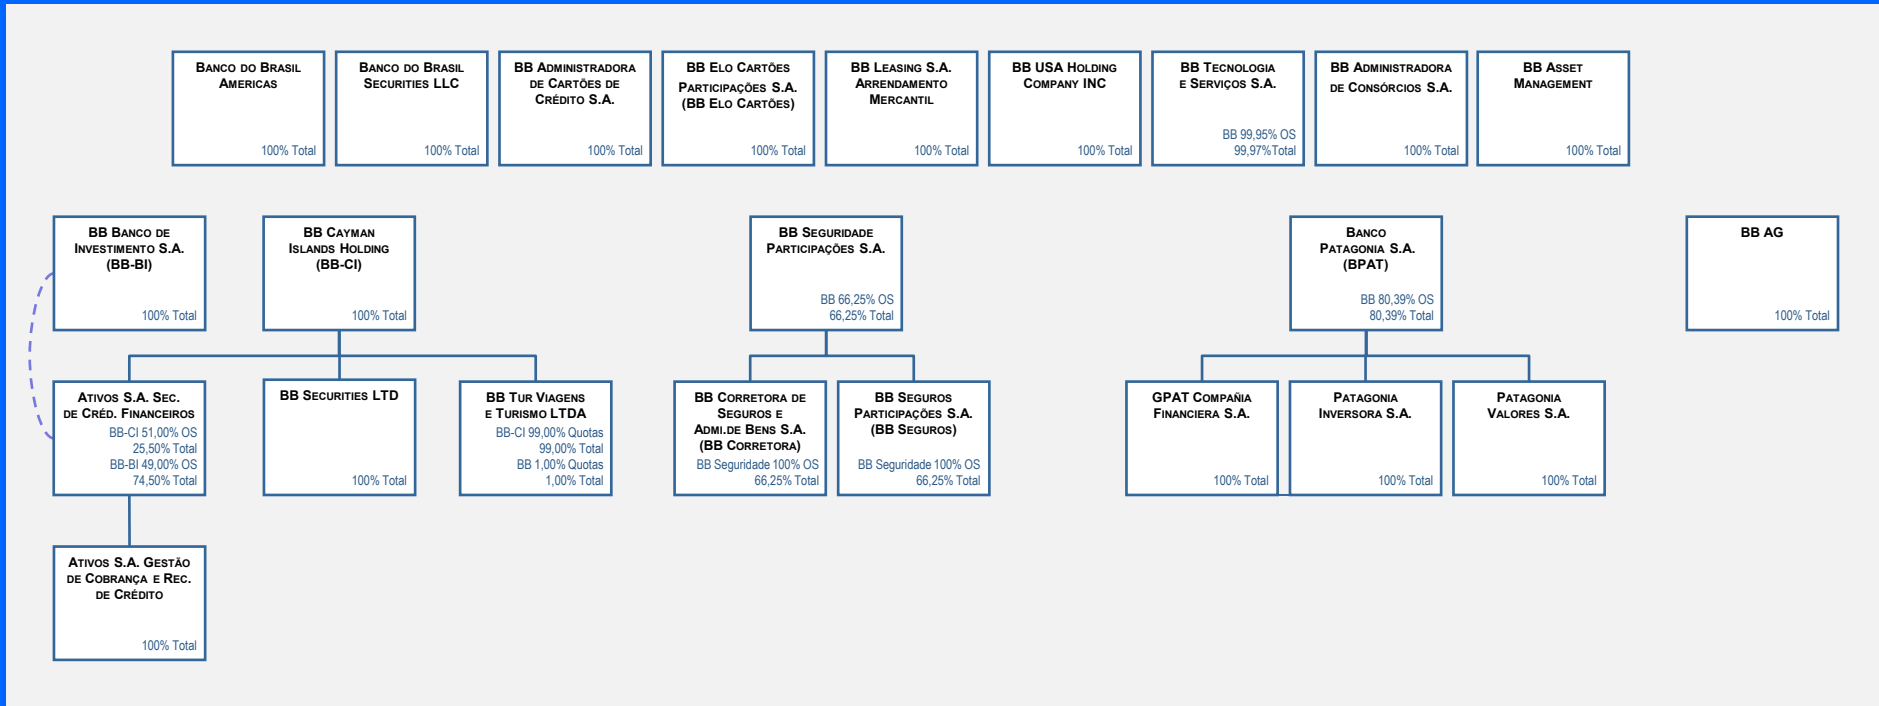 BANCO DO BRASIL
AMERICAS
100% Total
BANCO DO BRASIL
SECURITIES LLC
100% Total
BB ADMINISTRADORA
DE CARTÕES DE
CRÉDITO S.A.
100% Total
BB ELO CARTÕES
PARTICIPAÇÕES S.A.
(BB ELO CARTÕES)
100% Total
BB LEASING S.A.
ARRENDAMENTO
MERCANTIL
100% Total
BB USA HOLDING
COMPANY INC
100% Total
BB TECNOLOGIA
E SERVIÇOS S.A.
BB 99,95% OS
99,97%Total
BB ADMINISTRADORA
DE CONSÓRCIOS S.A.
100% Total
BB ASSET
MANAGEMENT
100% Total
BB BANCO DE
INVESTIMENTO S.A.
(BB-BI)
100% Total
BB CAYMAN
ISLANDS HOLDING
(BB-CI)
100% Total
BB SEGURIDADE
PARTICIPAÇÕES S.A.
BB 66,25% OS
66,25% Total
BANCO
PATAGONIA S.A.
(BPAT)
BB 80,39% OS
80,39% Total
BB AG
100% Total
ATIVOS S.A. SEC.
DE CRÉD. FINANCEIROS
BB-CI 51,00% OS
25,50% Total
BB-BI 49,00% OS
74,50% Total
BB SECURITIES LTD
100% Total
BB TUR VIAGENS
E TURISMO LTDA
BB-CI 99,00% Quotas
99,00% Total
BB 1,00% Quotas
1,00% Total
BB CORRETORA DE
SEGUROS E
ADMI.DE BENS S.A.
(BB CORRETORA)
BB Seguridade 100% OS
66,25% Total
BB SEGUROS
PARTICIPAÇÕES S.A.
(BB SEGUROS)
BB Seguridade 100% OS
66,25% Total
GPAT COMPAÑIA
FINANCIERA S.A.
100% Total
PATAGONIA
INVERSORA S.A.
100% Total
PATAGONIA
VALORES S.A.
100% Total
ATIVOS S.A. GESTÃO
DE COBRANÇA E REC.
DE CRÉDITO
100% Total